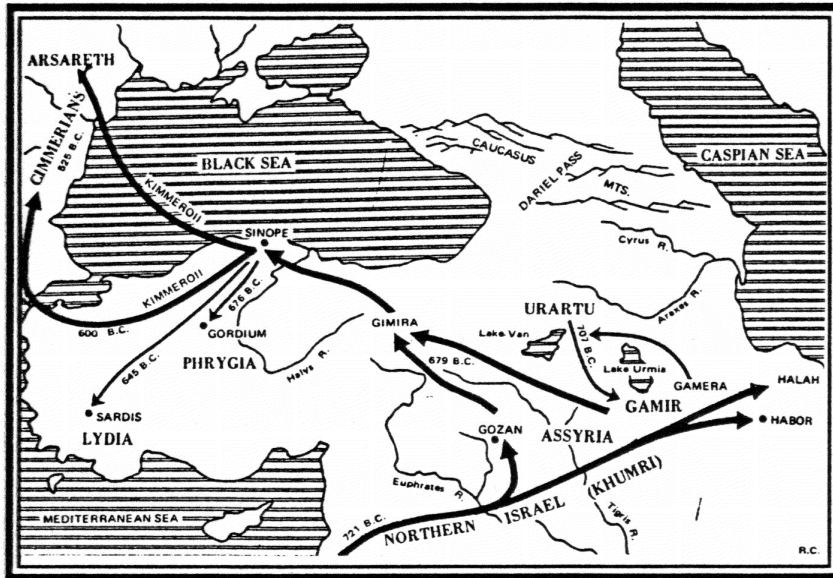 ARSARETH
CIMMERIANS
525 B.C.
KIMMEROII
BLACK SEA
CAUCASUS
DARIEL PASS
MTS.
CASPIAN SEA
SINOPE
Cyrus R.
KIMMEROII
676 B.C.
600 B.C.
GORDIUM
PHRYGIA
Halys R.
645 B.C.
SARDIS
LYDIA
GIMIRA
679 B.C.
URARTU
Araxes R.
Lake Van
707 B.C.
Lake Urmia
GAMERA
GAMIR
HALAH
HABOR
GOZAN
ASSYRIA
Euphrates R.
Tigris R.
MEDITERRANEAN SEA
721 B.C.
NORTHERN ISRAEL (KHUMRI)
R.C.